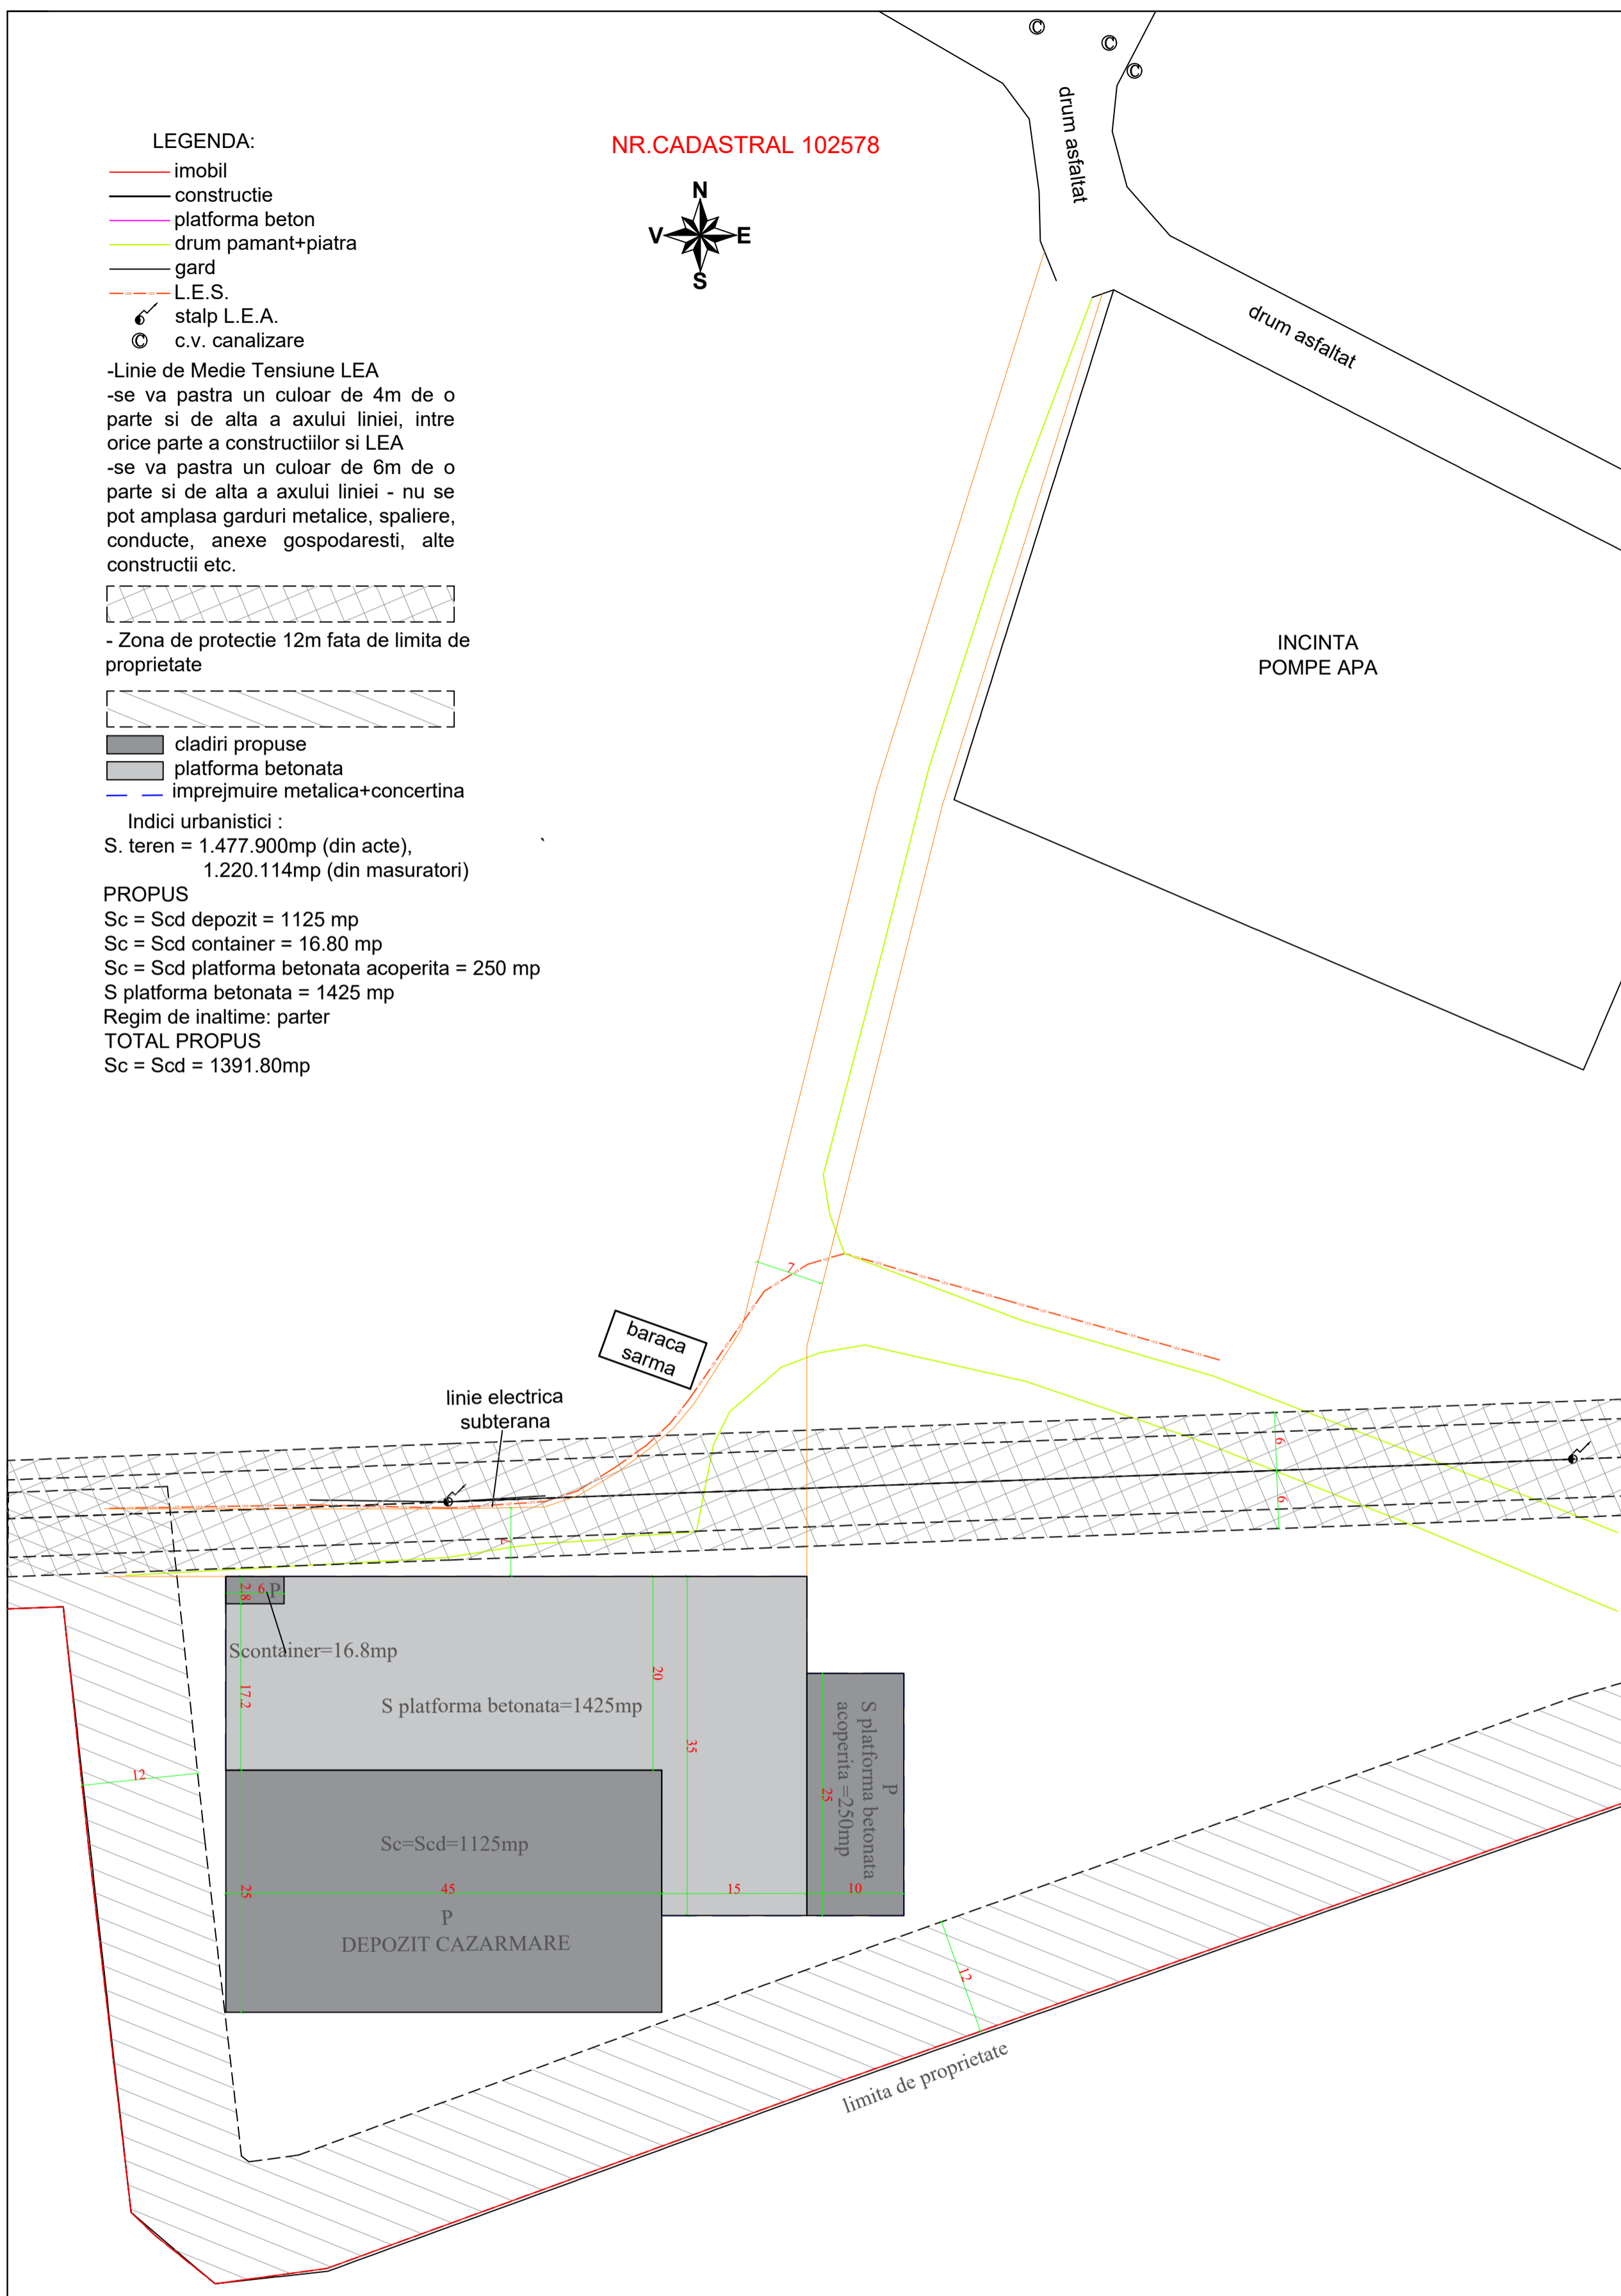 drum asfaltat
LEGENDA:
NR.CADASTRAL 102578
imobil
constructie
platforma beton
drum pamant+piatra
gard
L.E.S.
stalp L.E.A.
© c.v. canalizare
N
V E
S
drum asfaltat
-Linie de Medie Tensiune LEA
-se va pastra un culoar de 4m de o
parte si de alta a axului liniei, intre
orice parte a constructiilor si LEA
-se va pastra un culoar de 6m de o
parte si de alta a axului liniei - nu se
pot amplasa garduri metalice, spaliere,
conducte, anexe gospodaresti, alte
constructii etc.
- Zona de protectie 12m fata de limita de
proprietate
cladiri propuse
platforma betonata
imprejmuire metalica+concertina
Indici urbanistici :
S. teren = 1.477.900mp (din acte),
1.220.114mp (din masuratori)
PROPUS
Sc = Scd depozit = 1125 mp
Sc = Scd container = 16.80 mp
Sc = Scd platforma betonata acoperita = 250 mp
S platforma betonata = 1425 mp
Regim de inaltime: parter
TOTAL PROPUS
Sc = Scd = 1391.80mp
INCINTA
POMPE APA
7
baraca
sarma
linie electrica
subterana
6
6
7
2.8
6
P
Scontainer=16.8mp
17.2
20
S platforma betonata=1425mp
35
P
S platforma betonata
acoperita =250mp
25
12
Sc=Scd=1125mp
25
45
15
10
P
DEPOZIT CAZARMARE
12
limita de proprietate